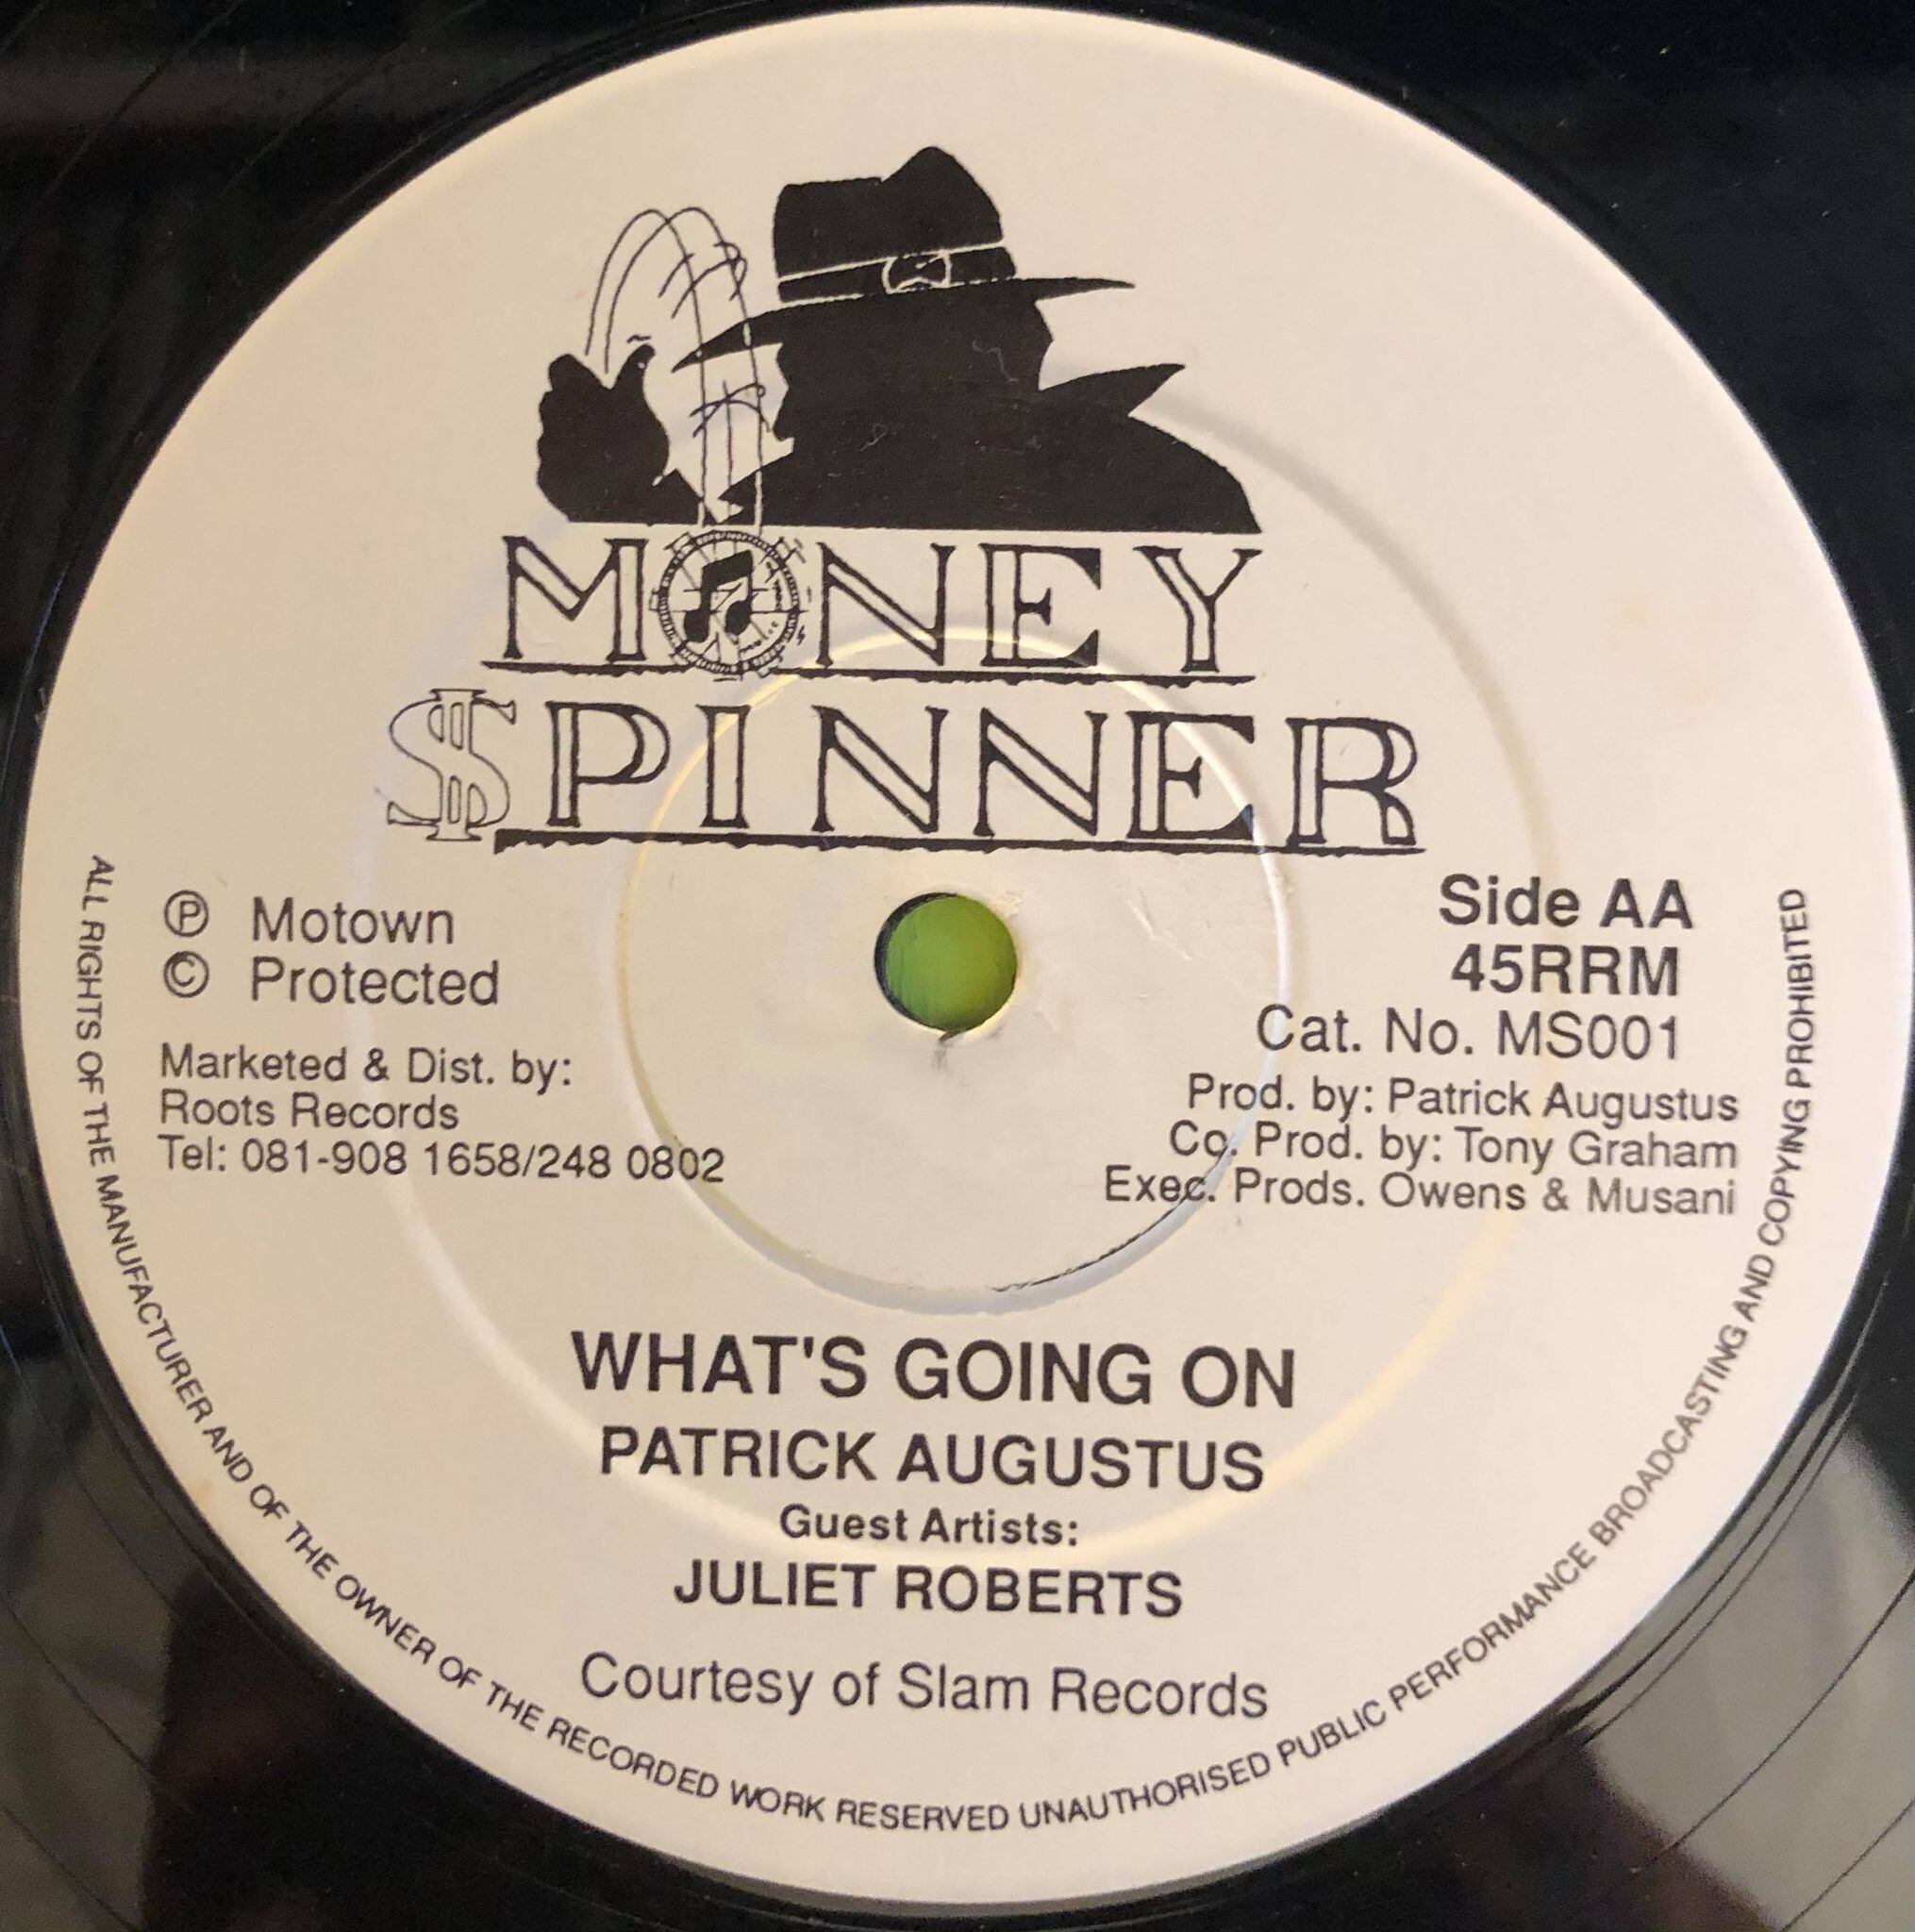 MONEY
$PINNER
Ⓟ Motown
© Protected
Marketed & Dist. by:
Roots Records
Tel: 081-908 1658/248 0802
Side AA
45RRM
Cat. No. MS001
Prod. by: Patrick Augustus
Co. Prod. by: Tony Graham
Exec. Prods. Owens & Musani
WHAT'S GOING ON
PATRICK AUGUSTUS
Guest Artists:
JULIET ROBERTS
Courtesy of Slam Records
ALL RIGHTS OF THE MANUFACTURER AND OF THE OWNER OF THE RECORDED WORK RESERVED UNAUTHORISED PUBLIC PERFORMANCE BROADCASTING AND COPYING PROHIBITED